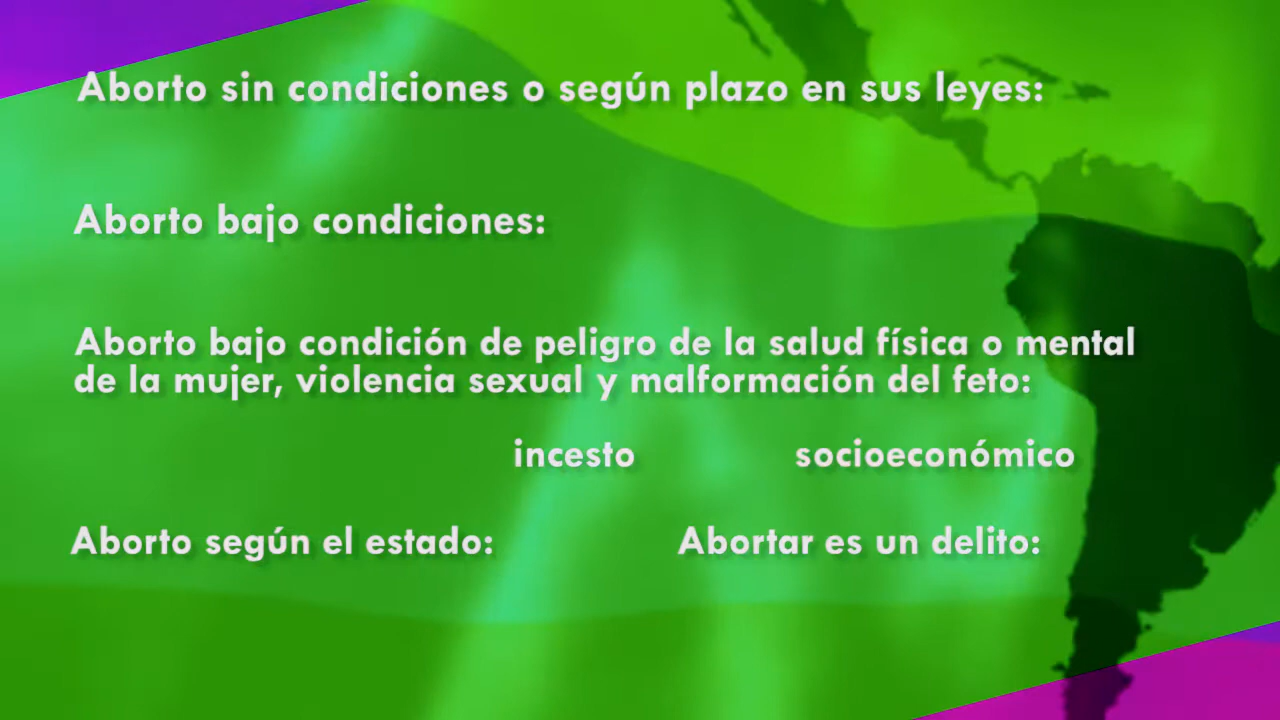 Aborto sin condiciones o según plazo en sus leyes:
Aborto bajo condiciones:
Aborto bajo condición de peligro de la salud física o mental
de la mujer, violencia sexual y malformación del feto:
incesto socioeconómico
Aborto según el estado: Abortar es un delito: